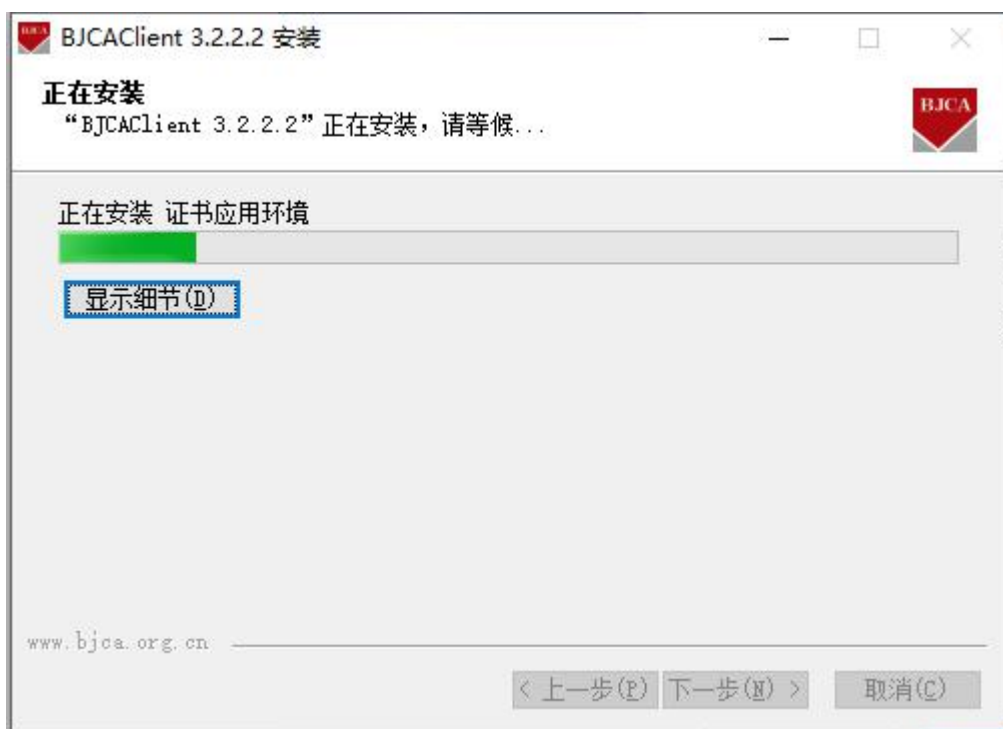 BJCA
BJCAClient 3.2.2.2 安装
正在安装
“BJCAClient 3.2.2.2”正在安装，请等候...
BJCA
正在安装 证书应用环境
显示细节(D)
www.bjca.org.cn
< 上一步(P) 下一步(N) > 取消(C)